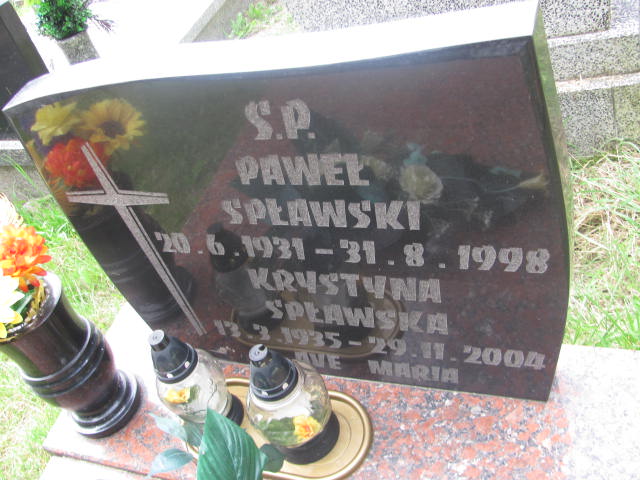 Ś.P.
PAWEŁ
SPŁAWSKI
20.6.1931 – 31.8.1998
KRYSTYNA
SPŁAWSKA
13.3.1935 – 29.11.2004
AVE MARIA